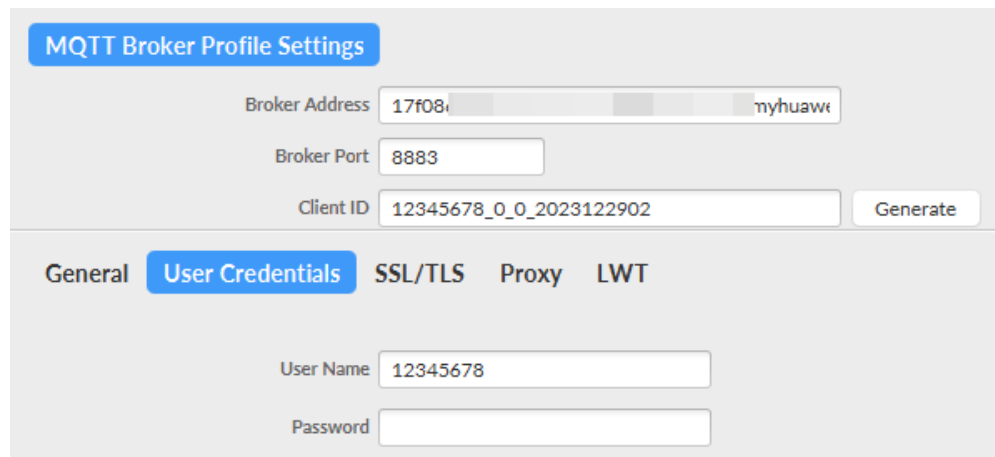 MQTT Broker Profile Settings
Broker Address 17f08 myhuawe
Broker Port 8883
Client ID 12345678_0_0_2023122902 Generate
General User Credentials SSL/TLS Proxy LWT
User Name 12345678
Password